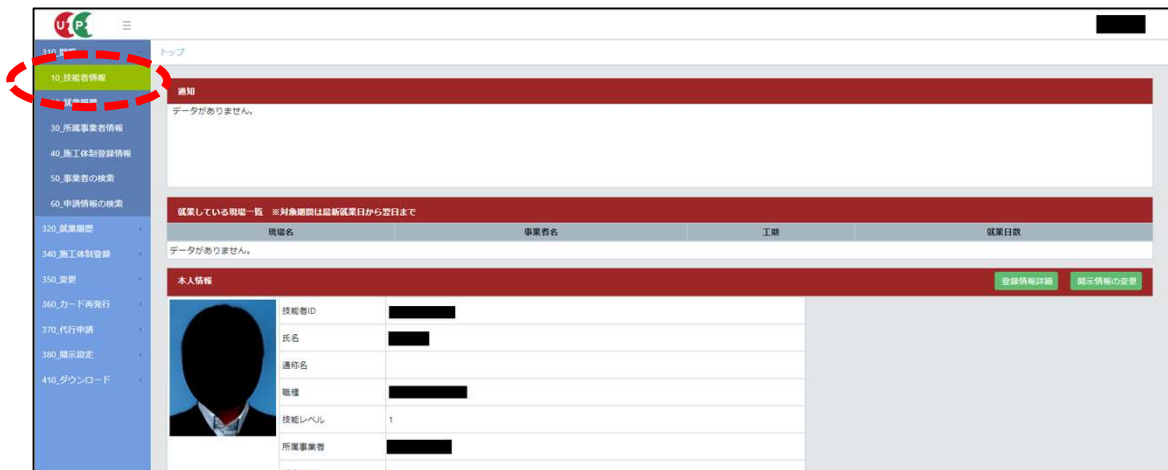 トップ
10_技能者情報
30_所属事業者情報
40_施工体制登録情報
50_事業者の検索
60_申請情報の検索
320_就業履歴
340_施工体制登録
350_変更
360_カード再発行
370_代行申請
380_開示設定
410_ダウンロード
通知
データがありません。
就業している現場一覧 ※対象期間は最新就業日から翌日まで
現場名 事業者名 工期 就業日数
データがありません。
本人情報 登録情報詳細 開示情報の変更
技能者ID
氏名
通称名
職種
技能レベル 1
所属事業者